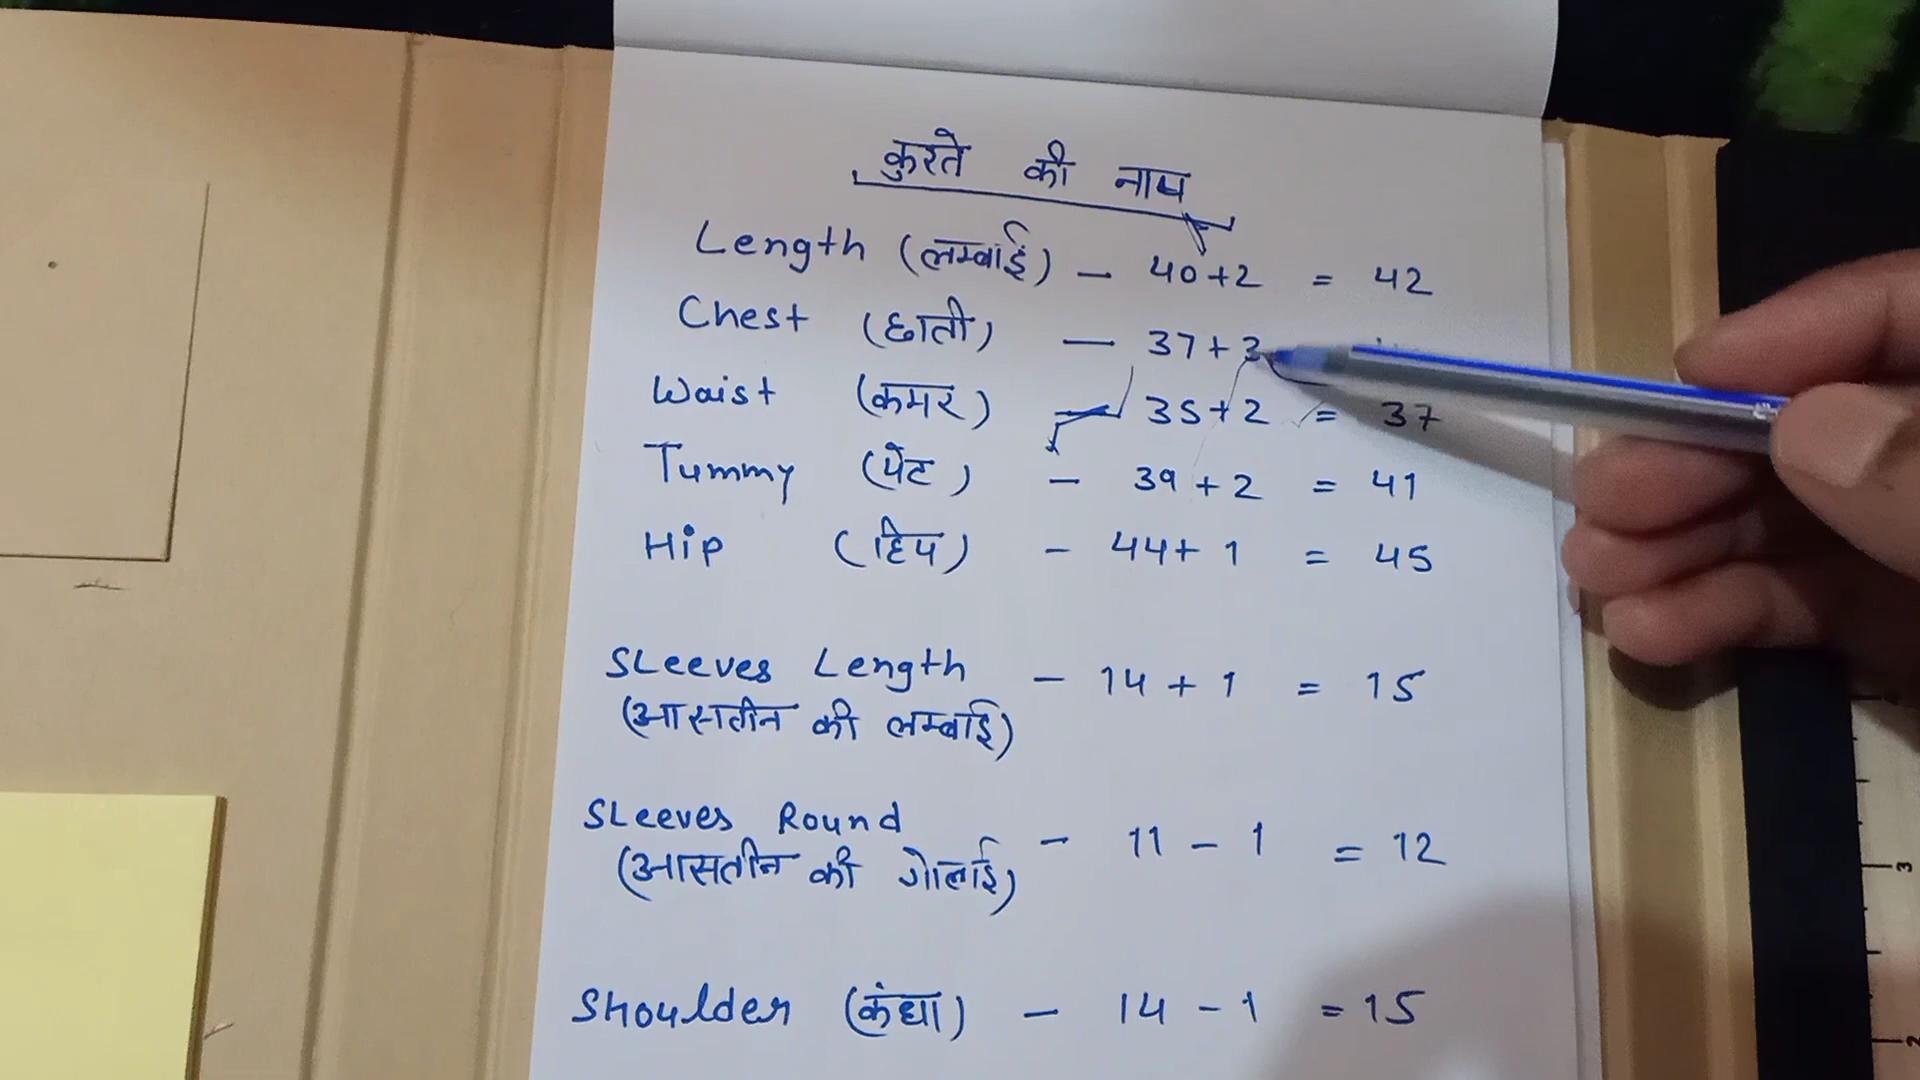 कुरते की नाप
Length (लम्बाई) - 40+2 = 42
Chest (छाती) - 37+3
Waist (कमर) - 35+2 = 37
Tummy (पेंट) - 39+2 = 41
Hip (हिप) - 44+1 = 45
Sleeves Length - 14+1 = 15
(आसतीन की लम्बाई)
Sleeves Round - 11-1 = 12
(आसतीन की गोलाई)
Shoulder (कंधा) - 14-1 = 15
3
2